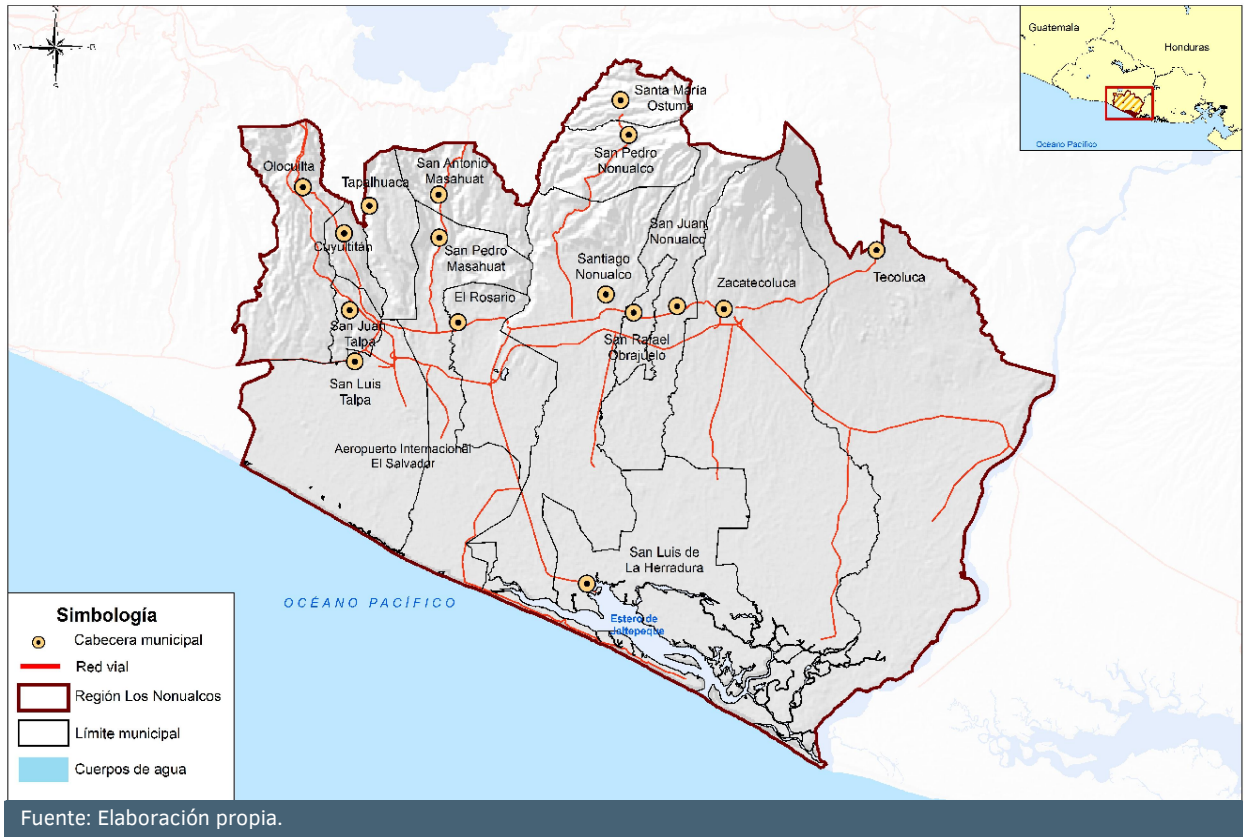 N
W
E
S
Guatemala
Honduras
Océano Pacífico
Santa María
Ostuma
San Pedro
Nonualco
Olocuilta
Tapalhuaca
San Antonio
Masahuat
Cuyultitán
San Pedro
Masahuat
San Juan
Nonualco
Santiago
Nonualco
Tecoluca
Zacatecoluca
El Rosario
San Juan
Talpa
San Rafael
Obrajuelo
San Luis
Talpa
Aeropuerto Internacional
El Salvador
San Luis de
La Herradura
OCÉANO PACÍFICO
Estero de
Jaltepeque
Simbología
Cabecera municipal
Red vial
Región Los Nonualcos
Límite municipal
Cuerpos de agua
Fuente: Elaboración propia.